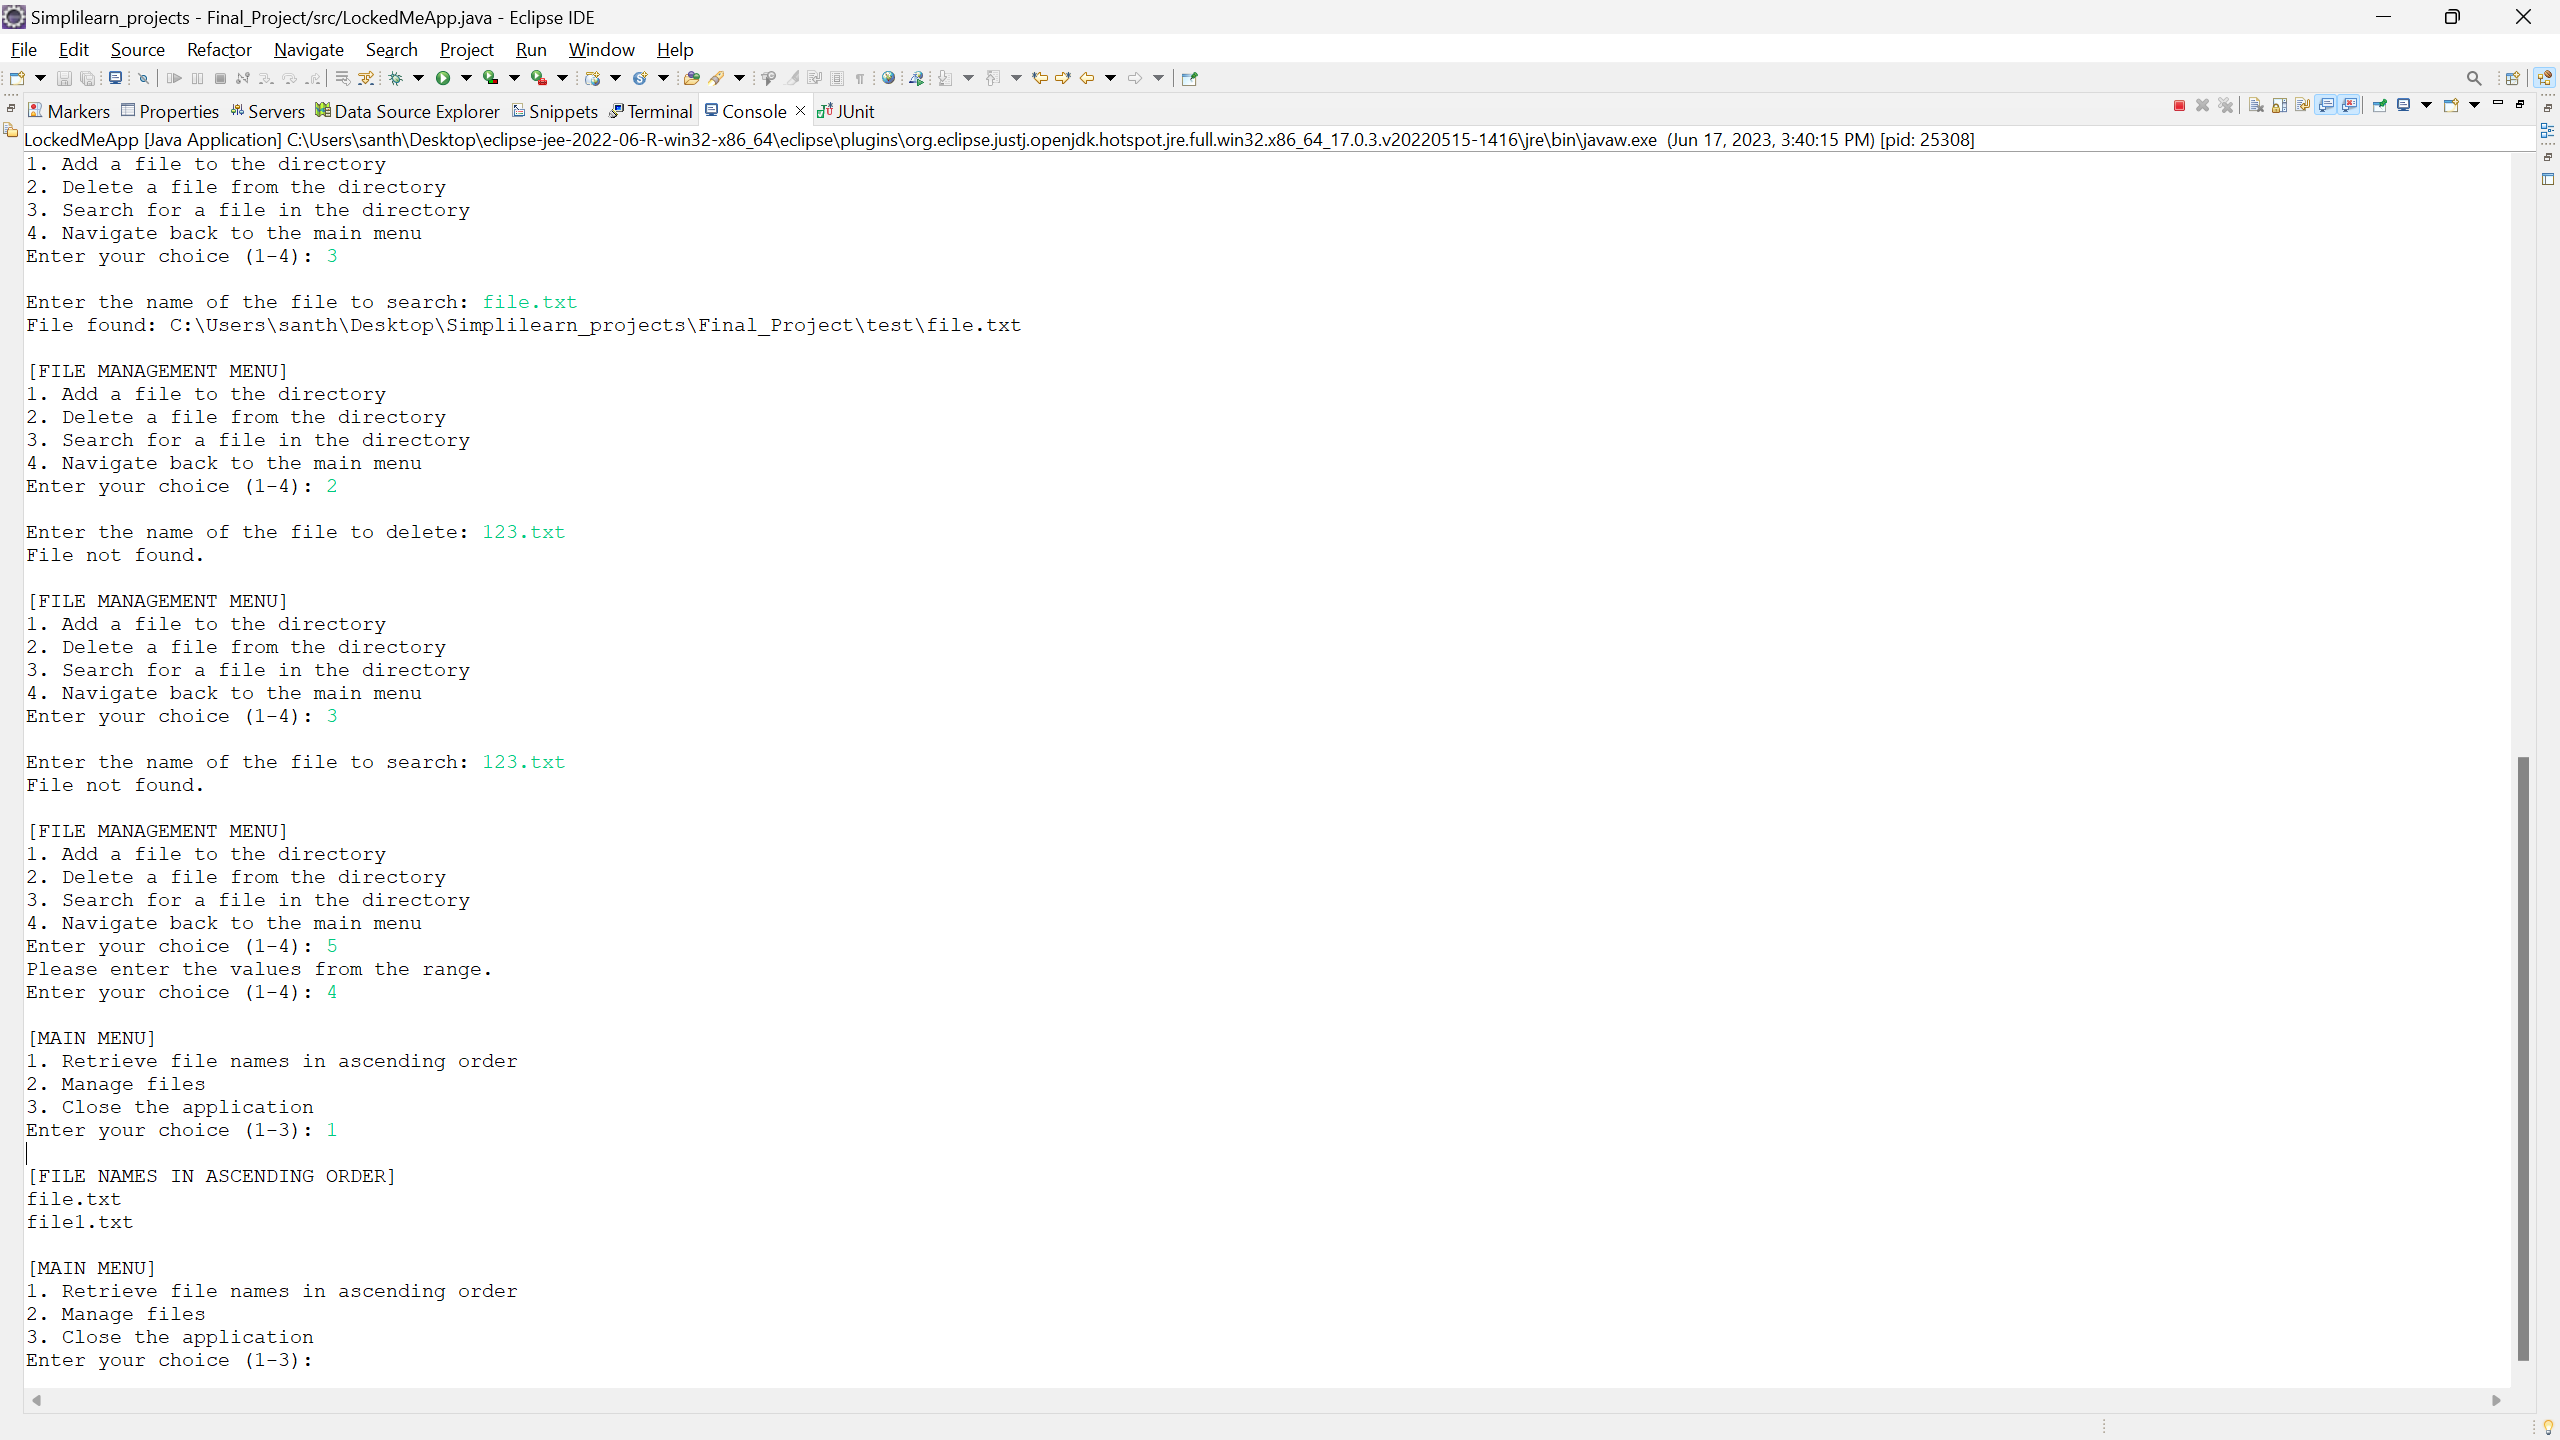 Simplilearn_projects - Final_Project/src/LockedMeApp.java - Eclipse IDE
File Edit Source Refactor Navigate Search Project Run Window Help
Markers Properties Servers Data Source Explorer Snippets Terminal Console JUnit
LockedMeApp [Java Application] C:\Users\santh\Desktop\eclipse-jee-2022-06-R-win32-x86_64\eclipse\plugins\org.eclipse.justj.openjdk.hotspot.jre.full.win32.x86_64_17.0.3.v20220515-1416\jre\bin\javaw.exe (Jun 17, 2023, 3:40:15 PM) [pid: 25308]
1. Add a file to the directory
2. Delete a file from the directory
3. Search for a file in the directory
4. Navigate back to the main menu
Enter your choice (1-4): 3
Enter the name of the file to search: file.txt
File found: C:\Users\santh\Desktop\Simplilearn_projects\Final_Project\test\file.txt
[FILE MANAGEMENT MENU]
1. Add a file to the directory
2. Delete a file from the directory
3. Search for a file in the directory
4. Navigate back to the main menu
Enter your choice (1-4): 2
Enter the name of the file to delete: 123.txt
File not found.
[FILE MANAGEMENT MENU]
1. Add a file to the directory
2. Delete a file from the directory
3. Search for a file in the directory
4. Navigate back to the main menu
Enter your choice (1-4): 3
Enter the name of the file to search: 123.txt
File not found.
[FILE MANAGEMENT MENU]
1. Add a file to the directory
2. Delete a file from the directory
3. Search for a file in the directory
4. Navigate back to the main menu
Enter your choice (1-4): 5
Please enter the values from the range.
Enter your choice (1-4): 4
[MAIN MENU]
1. Retrieve file names in ascending order
2. Manage files
3. Close the application
Enter your choice (1-3): 1
[FILE NAMES IN ASCENDING ORDER]
file.txt
file1.txt
[MAIN MENU]
1. Retrieve file names in ascending order
2. Manage files
3. Close the application
Enter your choice (1-3):